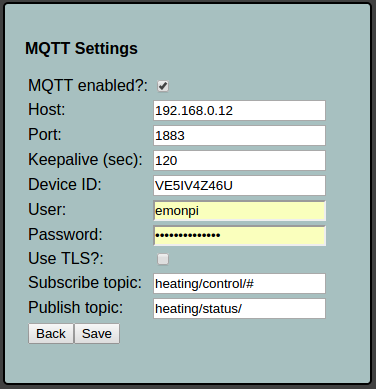 MQTT Settings
MQTT enabled?:
Host: 192.168.0.12
Port: 1883
Keepalive (sec): 120
Device ID: VE5IV4Z46U
User: emonpi
Password: ••••••••••••••
Use TLS?:
Subscribe topic: heating/control/#
Publish topic: heating/status/
Back Save